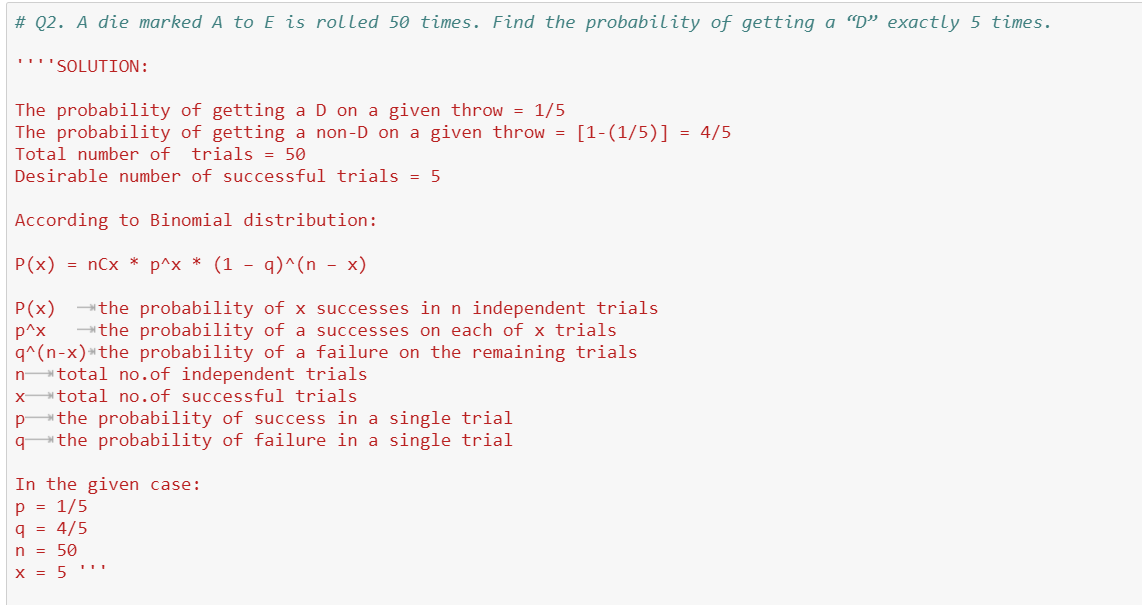 # Q2. A die marked A to E is rolled 50 times. Find the probability of getting a “D” exactly 5 times.
''''SOLUTION:
The probability of getting a D on a given throw = 1/5
The probability of getting a non-D on a given throw = [1-(1/5)] = 4/5
Total number of  trials = 50
Desirable number of successful trials = 5
According to Binomial distribution:
P(x) = nCx * p^x * (1 – q)^(n – x)
P(x) →the probability of x successes in n independent trials
p^x →the probability of a successes on each of x trials
q^(n-x)→the probability of a failure on the remaining trials
n→total no.of independent trials
x→total no.of successful trials
p→the probability of success in a single trial
q→the probability of failure in a single trial
In the given case:
p = 1/5
q = 4/5
n = 50
x = 5 '''